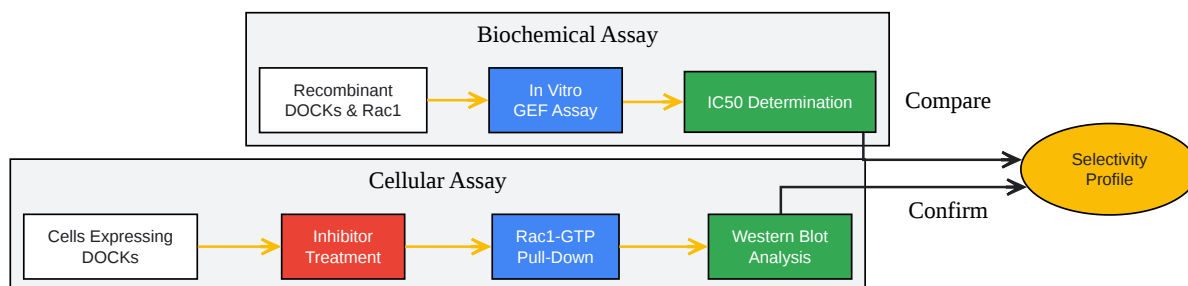 Biochemical Assay
Recombinant
DOCKs & Rac1
In Vitro
GEF Assay
IC50 Determination
Compare
Selectivity
Profile
Cellular Assay
Confirm
Cells Expressing
DOCKs
Inhibitor
Treatment
Rac1-GTP
Pull-Down
Western Blot
Analysis